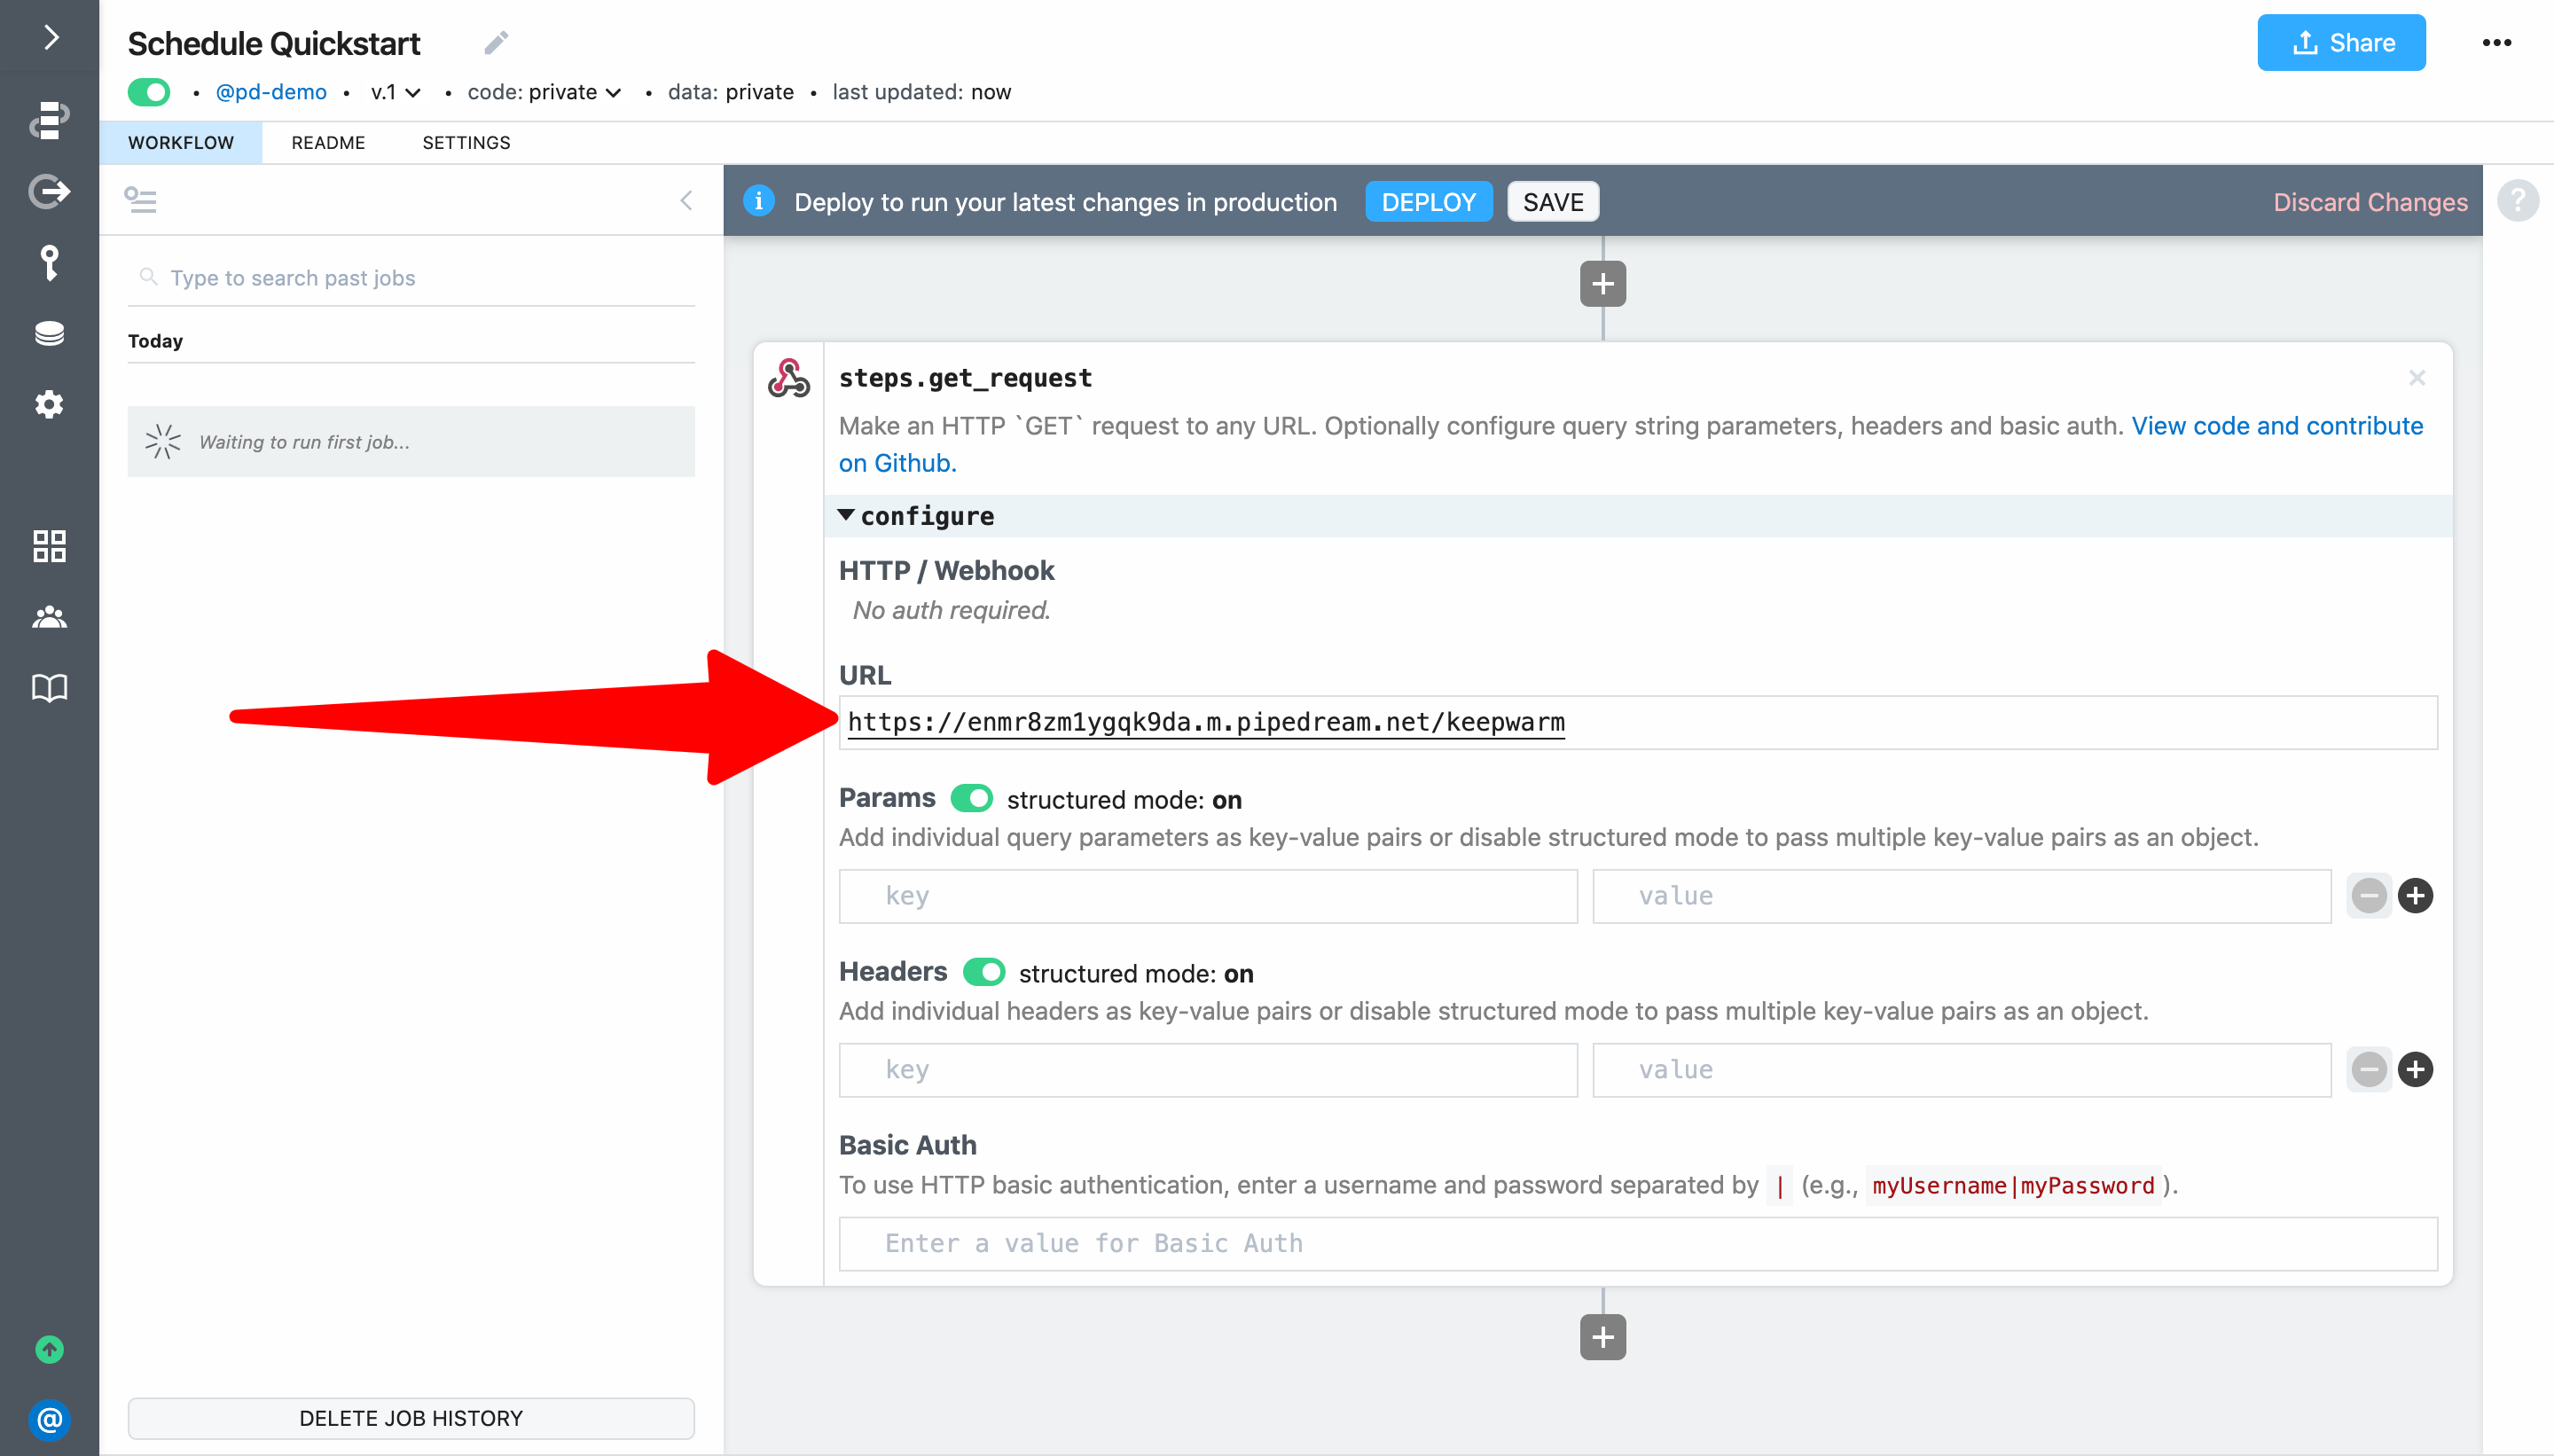 Schedule Quickstart
Share
• @pd-demo • v.1 • code: private • data: private • last updated: now
WORKFLOW README SETTINGS
Deploy to run your latest changes in production DEPLOY SAVE Discard Changes
?
Type to search past jobs
Today
Waiting to run first job...
steps.get_request
Make an HTTP `GET` request to any URL. Optionally configure query string parameters, headers and basic auth. View code and contribute
on Github.
configure
HTTP / Webhook
No auth required.
URL
https://enmr8zm1ygqk9da.m.pipedream.net/keepwarm
Params structured mode: on
Add individual query parameters as key-value pairs or disable structured mode to pass multiple key-value pairs as an object.
key value
Headers structured mode: on
Add individual headers as key-value pairs or disable structured mode to pass multiple key-value pairs as an object.
key value
Basic Auth
To use HTTP basic authentication, enter a username and password separated by | (e.g., myUsername|myPassword ).
Enter a value for Basic Auth
DELETE JOB HISTORY
@